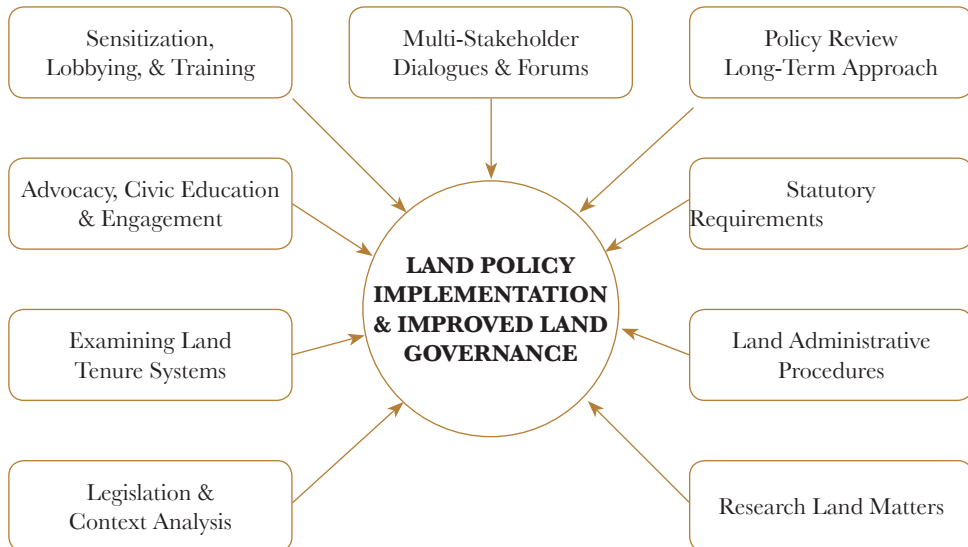 Sensitization,
Lobbying, & Training
Multi-Stakeholder
Dialogues & Forums
Policy Review
Long-Term Approach
Advocacy, Civic Education
& Engagement
Statutory
Requirements
LAND POLICY
IMPLEMENTATION
& IMPROVED LAND
GOVERNANCE
Examining Land
Tenure Systems
Land Administrative
Procedures
Legislation &
Context Analysis
Research Land Matters